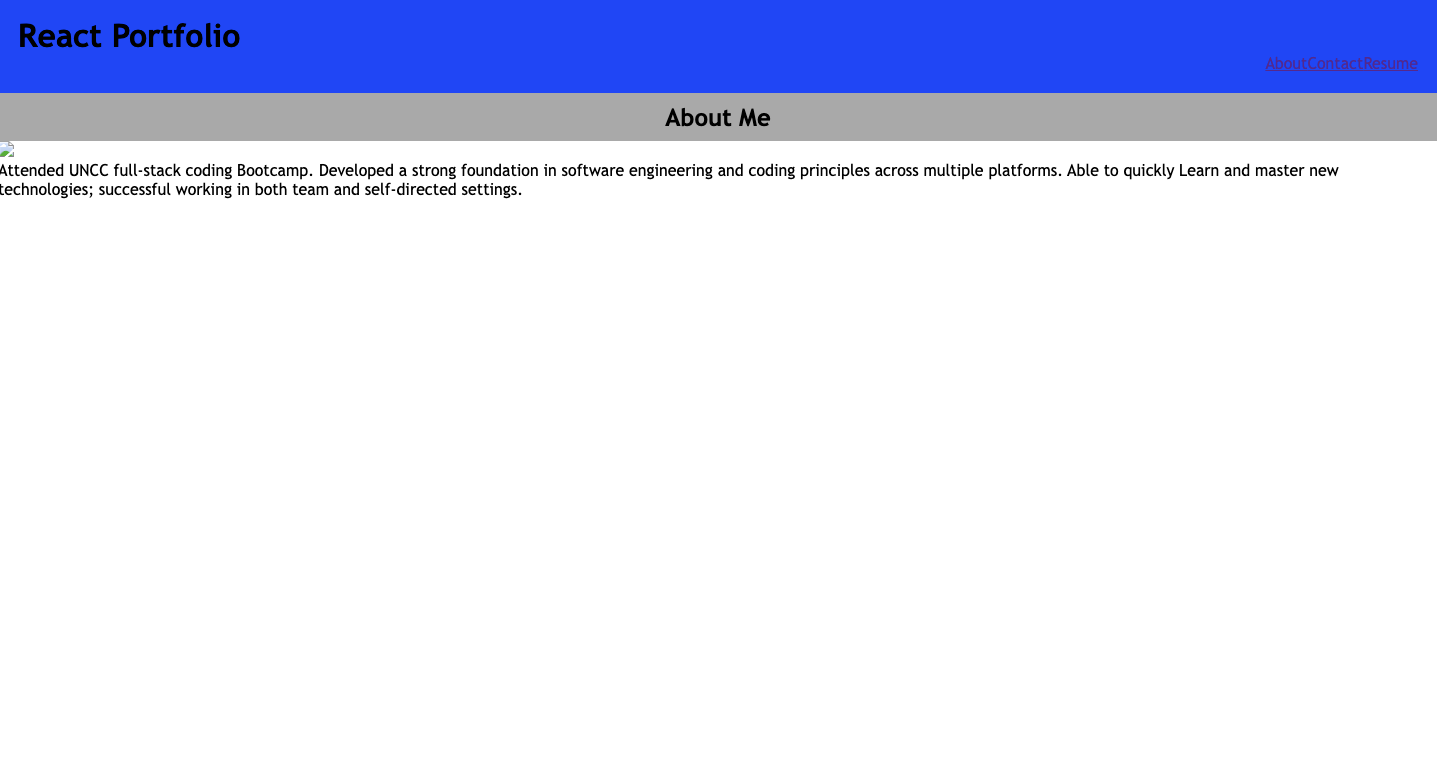 React Portfolio
AboutContactResume
About Me
Attended UNCC full-stack coding Bootcamp. Developed a strong foundation in software engineering and coding principles across multiple platforms. Able to quickly Learn and master new
technologies; successful working in both team and self-directed settings.